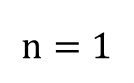 n = 1